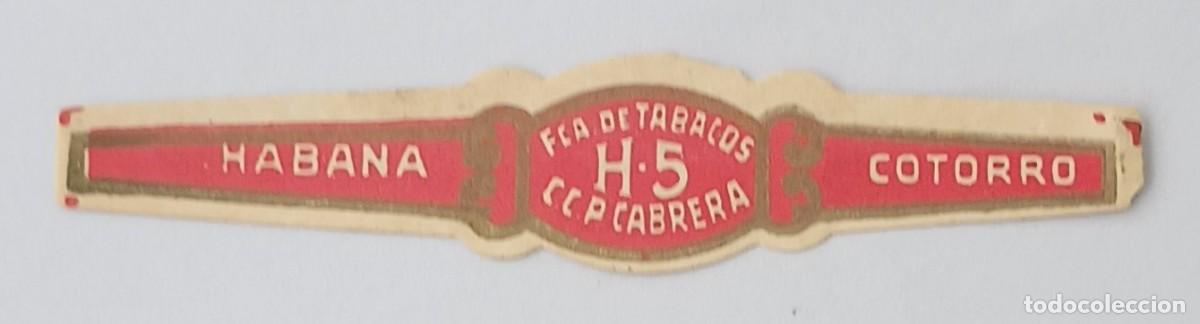 HABANA
FCA. DE TABACOS
H·5
C.C.P. CABRERA
COTORRO
todocoleccion